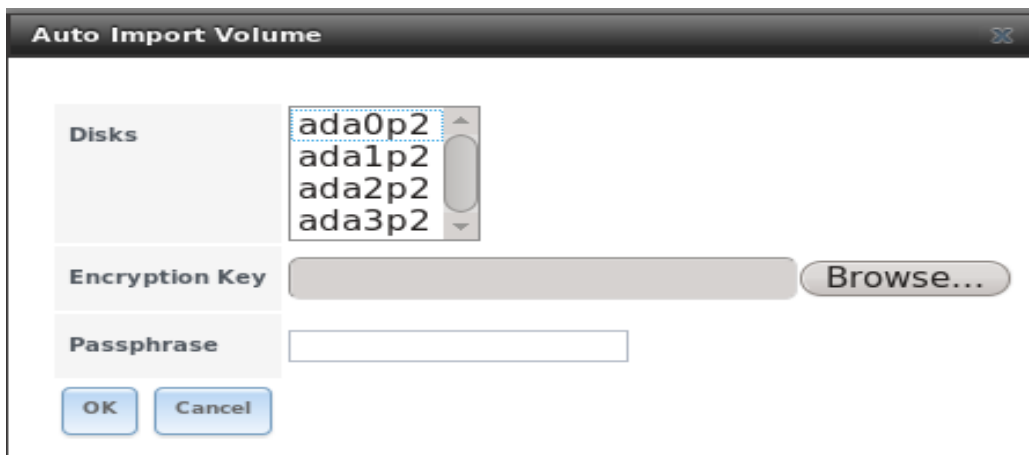 Auto Import Volume
Disks
ada0p2
ada1p2
ada2p2
ada3p2
Encryption Key
Browse...
Passphrase
OK
Cancel